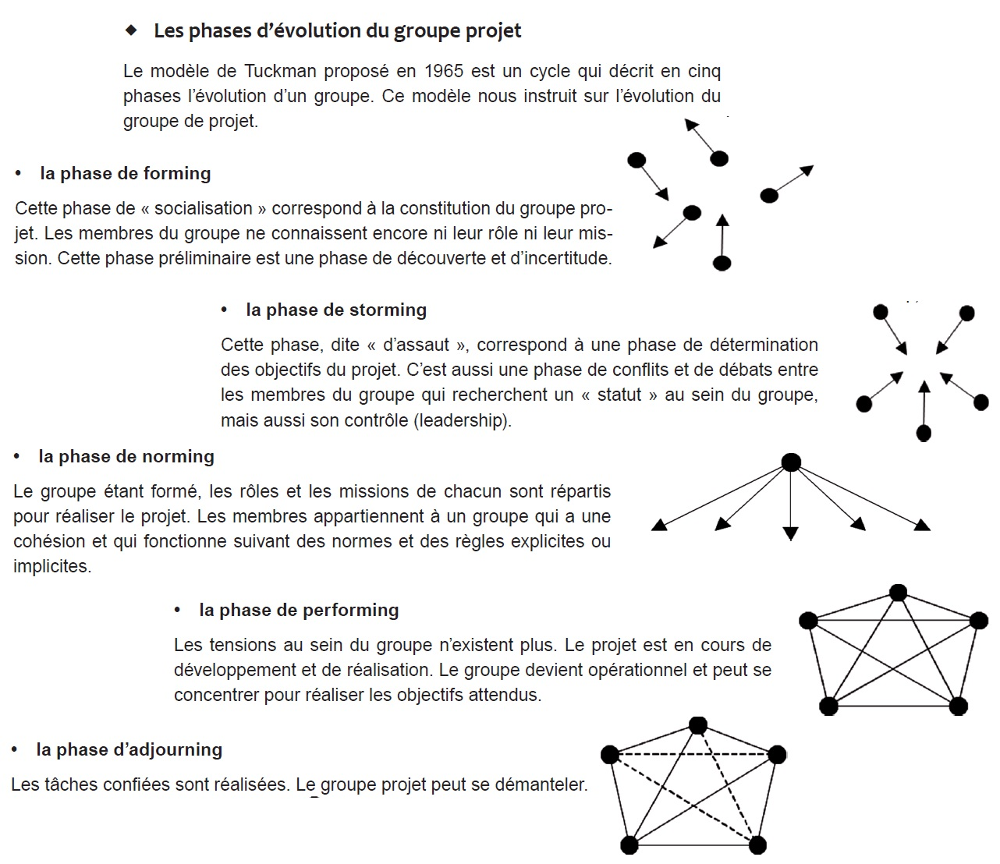 ◆ Les phases d’évolution du groupe projet
Le modèle de Tuckman proposé en 1965 est un cycle qui décrit en cinq
phases l’évolution d’un groupe. Ce modèle nous instruit sur l’évolution du
groupe de projet.
• la phase de forming
Cette phase de « socialisation » correspond à la constitution du groupe pro-
jet. Les membres du groupe ne connaissent encore ni leur rôle ni leur mis-
sion. Cette phase préliminaire est une phase de découverte et d’incertitude.
• la phase de storming
Cette phase, dite « d’assaut », correspond à une phase de détermination
des objectifs du projet. C’est aussi une phase de conflits et de débats entre
les membres du groupe qui recherchent un « statut » au sein du groupe,
mais aussi son contrôle (leadership).
• la phase de norming
Le groupe étant formé, les rôles et les missions de chacun sont répartis
pour réaliser le projet. Les membres appartiennent à un groupe qui a une
cohésion et qui fonctionne suivant des normes et des règles explicites ou
implicites.
• la phase de performing
Les tensions au sein du groupe n’existent plus. Le projet est en cours de
développement et de réalisation. Le groupe devient opérationnel et peut se
concentrer pour réaliser les objectifs attendus.
• la phase d’adjourning
Les tâches confiées sont réalisées. Le groupe projet peut se démanteler.